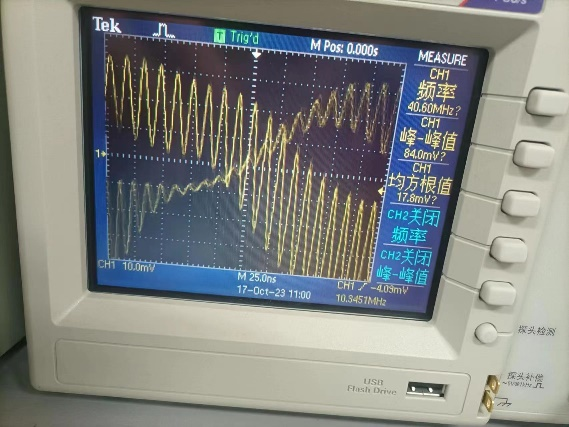 Tek
T Trig'd
M Pos: 0.000s
MEASURE
CH1
频率
40.60MHz?
CH1
峰-峰值
84.0mV?
CH1
均方根值
17.8mV?
CH2关闭
频率
CH2关闭
峰-峰值
1
CH1 10.0mV
M 25.0ns
CH1 -4.09mV
17-Oct-23 11:00
10.3451MHz
探头检测
探头补偿
USB
Flash Drive